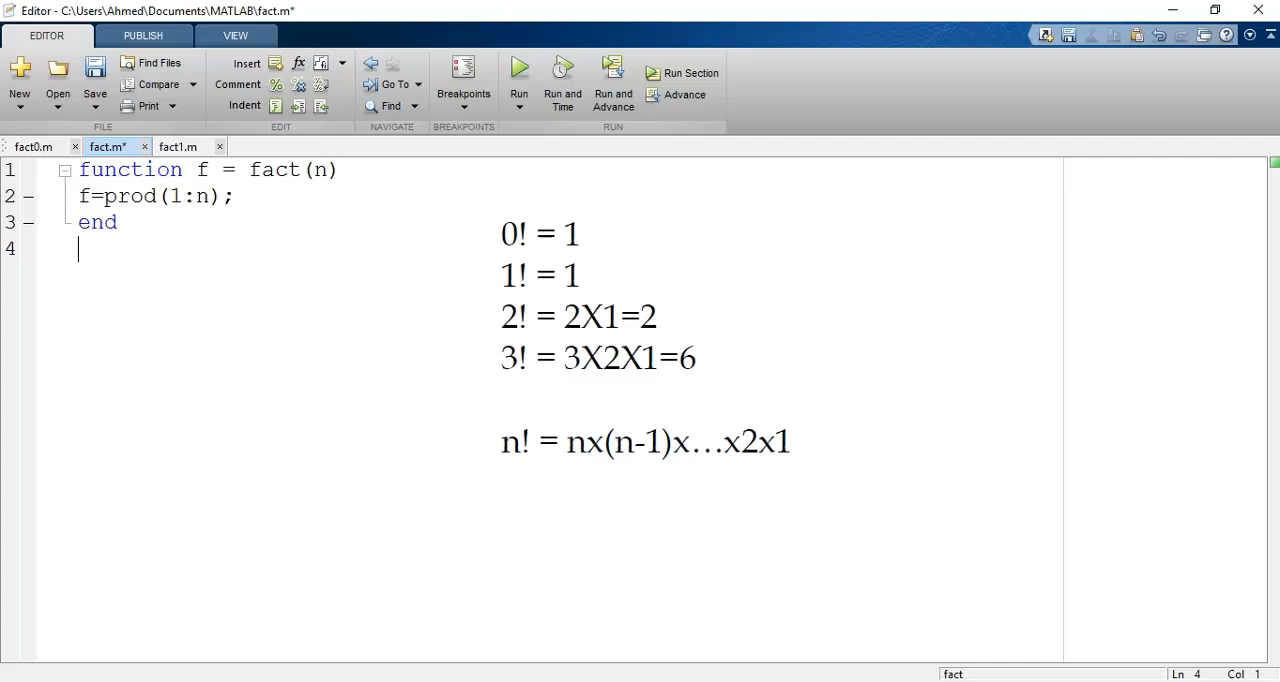 Editor - C:\Users\Ahmed\Documents\MATLAB\fact.m*
EDITOR PUBLISH VIEW
New Open Save Find Files Compare Print
FILE
Insert fx
Comment
Indent
EDIT
Go To
Find
NAVIGATE
Breakpoints
BREAKPOINTS
Run Run and Time Run and Advance Run Section Advance
RUN
fact0.m fact.m* fact1.m
1 function f = fact(n)
2 f=prod(1:n);
3 end
4
0! = 1
1! = 1
2! = 2X1=2
3! = 3X2X1=6
n! = nx(n-1)x...x2x1
fact Ln 4 Col 1